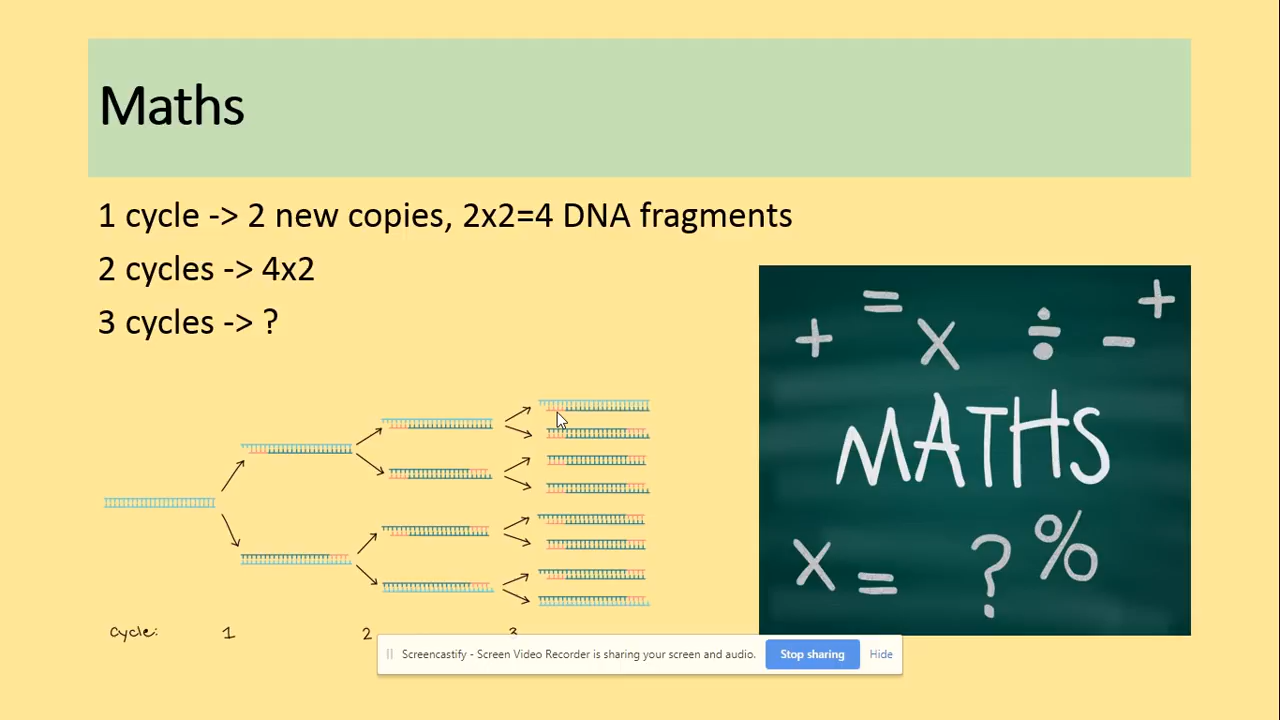 Maths
1 cycle -> 2 new copies, 2x2=4 DNA fragments
2 cycles -> 4x2
3 cycles -> ?
+ = x ÷ - +
MATHS
x = ? %
cycle: 1 2 3
Screencastify - Screen Video Recorder is sharing your screen and audio. Stop sharing Hide